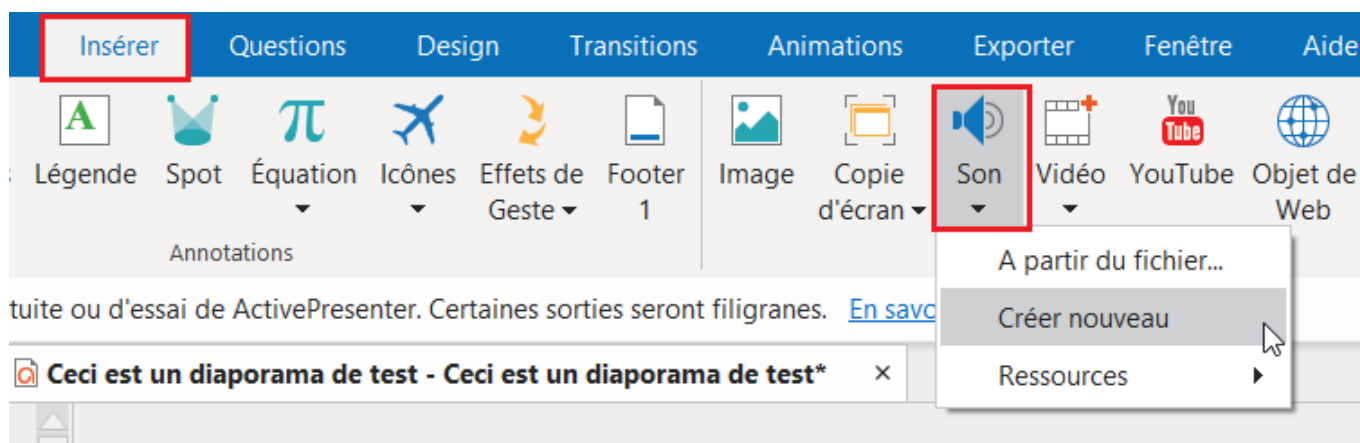 Insérer Questions Design Transitions Animations Exporter Fenêtre Aide
A π You Tube
Légende Spot Équation Icônes Effets de Geste Footer 1 Image Copie d'écran Son Vidéo YouTube Objet de Web
Annotations
A partir du fichier...
tuite ou d'essai de ActivePresenter. Certaines sorties seront filigranes. En savo
Créer nouveau
Ceci est un diaporama de test - Ceci est un diaporama de test* ×
Ressources